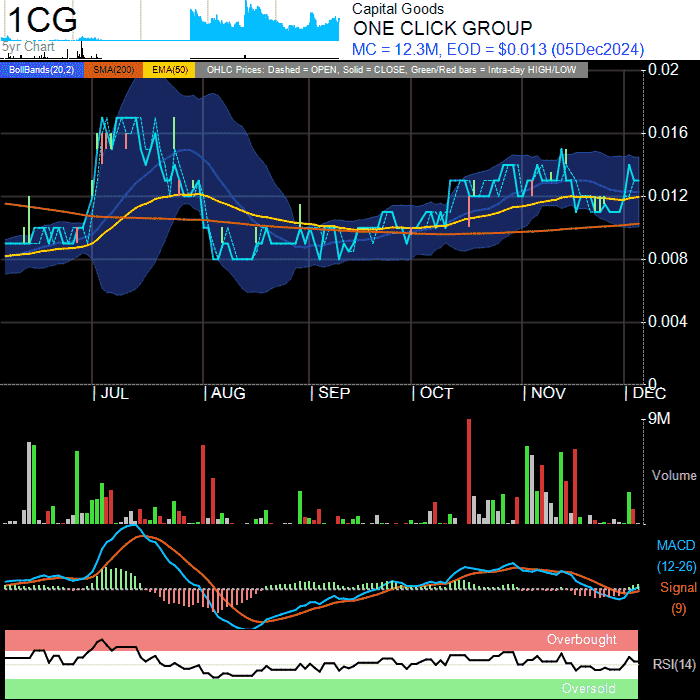 1CG
5yr Chart
Capital Goods
ONE CLICK GROUP
MC = 12.3M, EOD = $0.013 (05Dec2024)
BollBands(20,2) SMA(200) EMA(50) OHLC Prices: Dashed = OPEN, Solid = CLOSE, Green/Red bars = Intra-day HIGH/LOW
0.02
0.016
0.012
0.008
0.004
0
JUL AUG SEP OCT NOV DEC
9M
Volume
MACD
(12-26)
Signal
(9)
Overbought
RSI(14)
Oversold